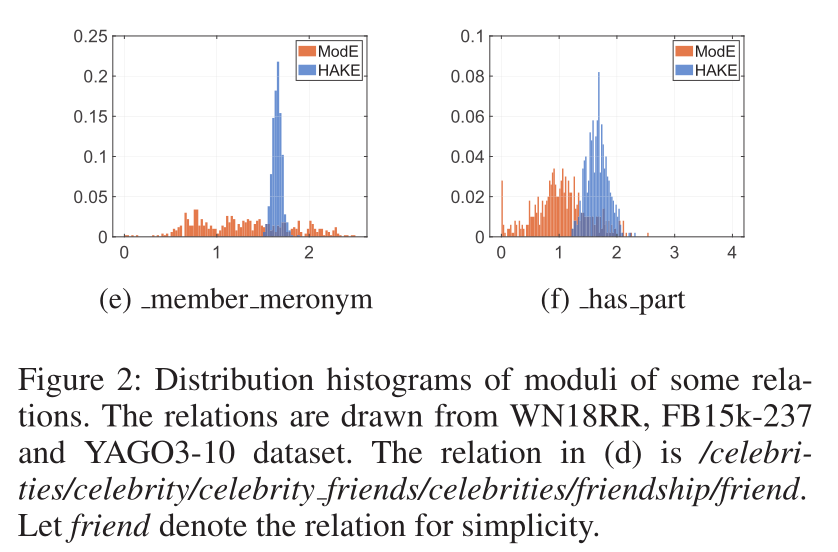 0.25
0.2
0.15
0.1
0.05
0
0 1 2
ModE
HAKE
(e) _member_meronym
0.1
0.08
0.06
0.04
0.02
0
0 1 2 3 4
ModE
HAKE
(f) _has_part
Figure 2: Distribution histograms of moduli of some rela-
tions. The relations are drawn from WN18RR, FB15k-237
and YAGO3-10 dataset. The relation in (d) is /celebri-
ties/celebrity/celebrity_friends/celebrities/friendship/friend.
Let friend denote the relation for simplicity.